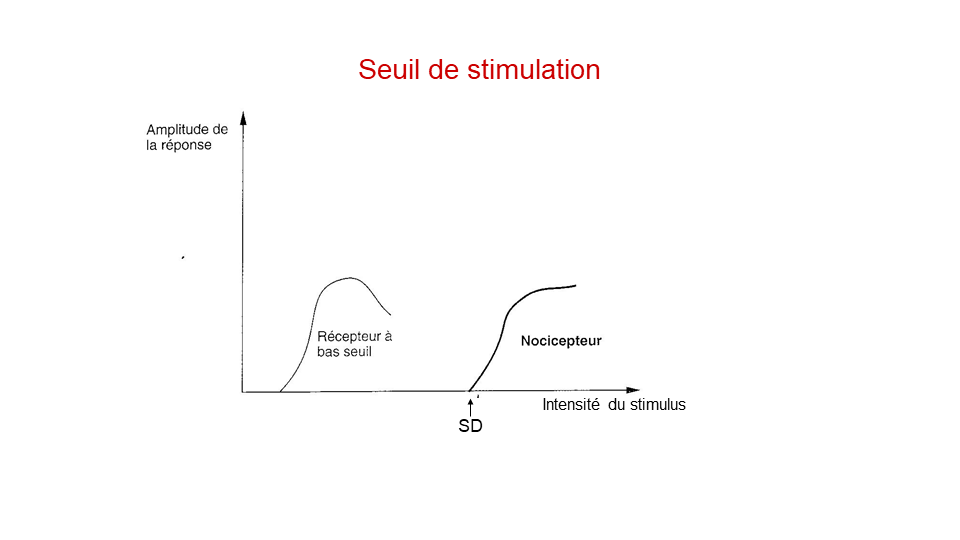 Seuil de stimulation
Amplitude de
la réponse
Récepteur à
bas seuil
Nocicepteur
Intensité du stimulus
SD